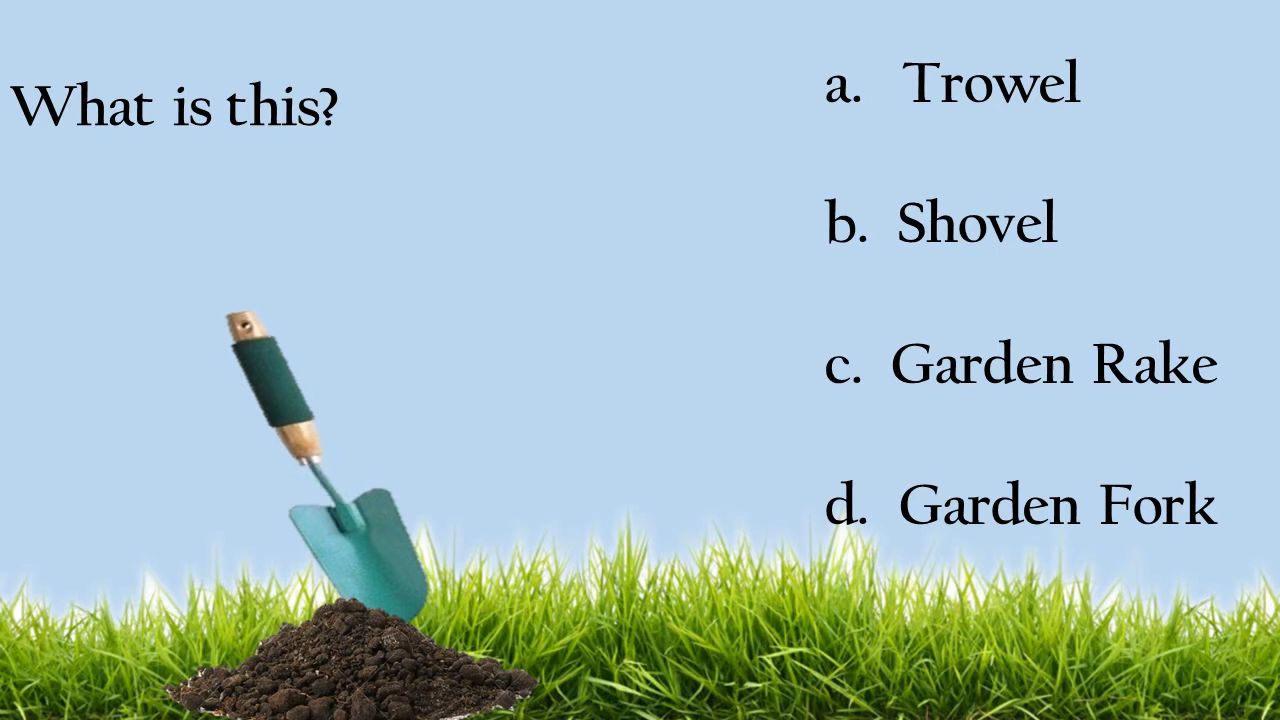 What is this?
a. Trowel
b. Shovel
c. Garden Rake
d. Garden Fork